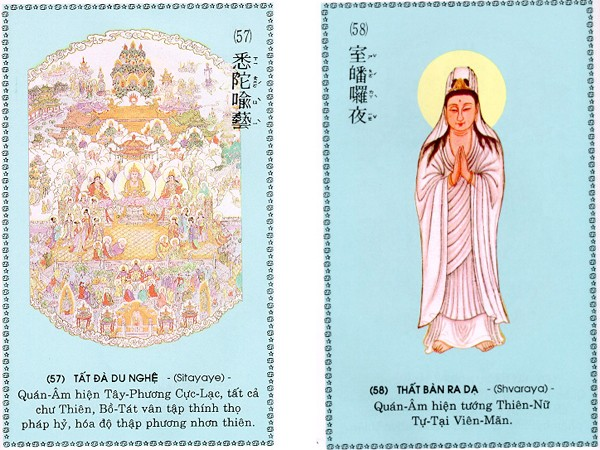 (57)
悉陀喻藝
(57) TẤT ĐÀ DU NGHỆ - (Sitayaye) -
Quán-Âm hiện Tây-Phương Cực-Lạc, tất cả
chư Thiên, Bồ-Tát vân tập thính thọ
pháp hỷ, hóa độ thập phương nhơn thiên.
(58)
室皤囉夜
(58) THẤT BÀN RA DẠ - (Shvaraya) -
Quán-Âm hiện tướng Thiên-Nữ
Tự-Tại Viên-Mãn.